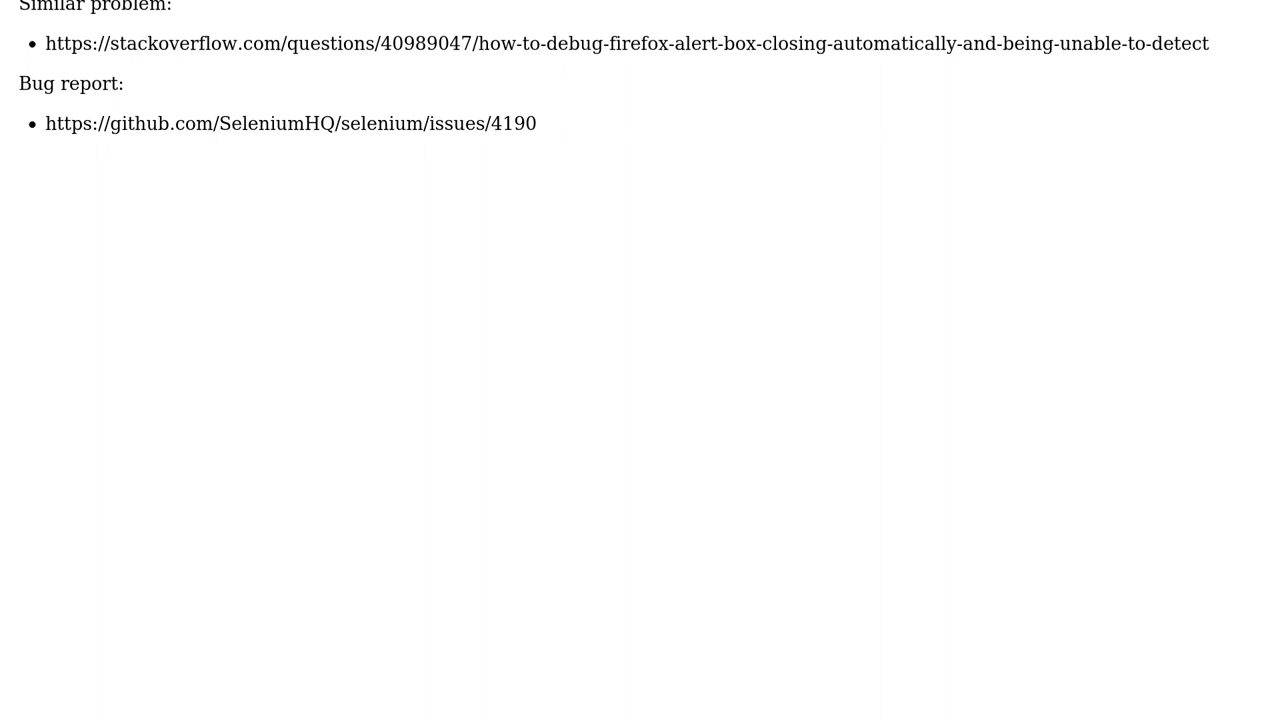 Similar problem:
https://stackoverflow.com/questions/40989047/how-to-debug-firefox-alert-box-closing-automatically-and-being-unable-to-detect
Bug report:
https://github.com/SeleniumHQ/selenium/issues/4190